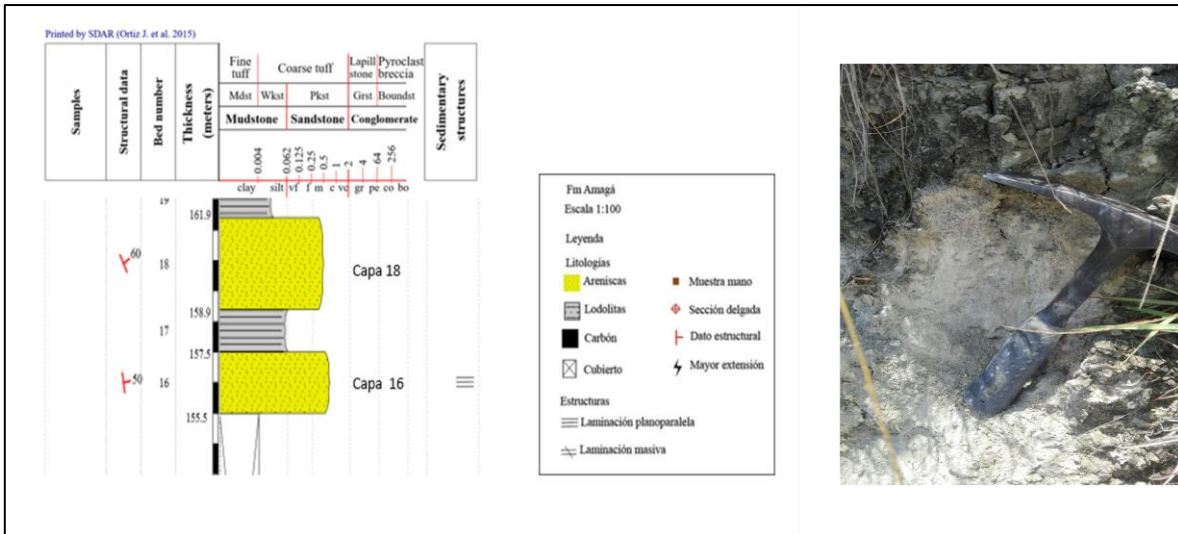 Printed by SDAR (Ortiz J. et al. 2015)
Samples
Structural data
Bed number
Thickness (meters)
Fine tuff
Coarse tuff
Lapill stone
Pyroclast breccia
Mdst Wkst Pkst Grst Boundst
Mudstone Sandstone Conglomerate
0.004 0.062 0.125 0.25 0.5 1 2 4 64 256
clay silt vf f m c vc gr pe co bo
Sedimentary structures
19
161.9
60
18
Capa 18
158.9
17
157.5
50
16
Capa 16
155.5
Fm Amagá
Escala 1:100
Leyenda
Litologías
Areniscas
Muestra mano
Lodolitas
Sección delgada
Carbón
Dato estructural
Cubierto
Mayor extensión
Estructuras
Laminación planoparalela
Laminación masiva